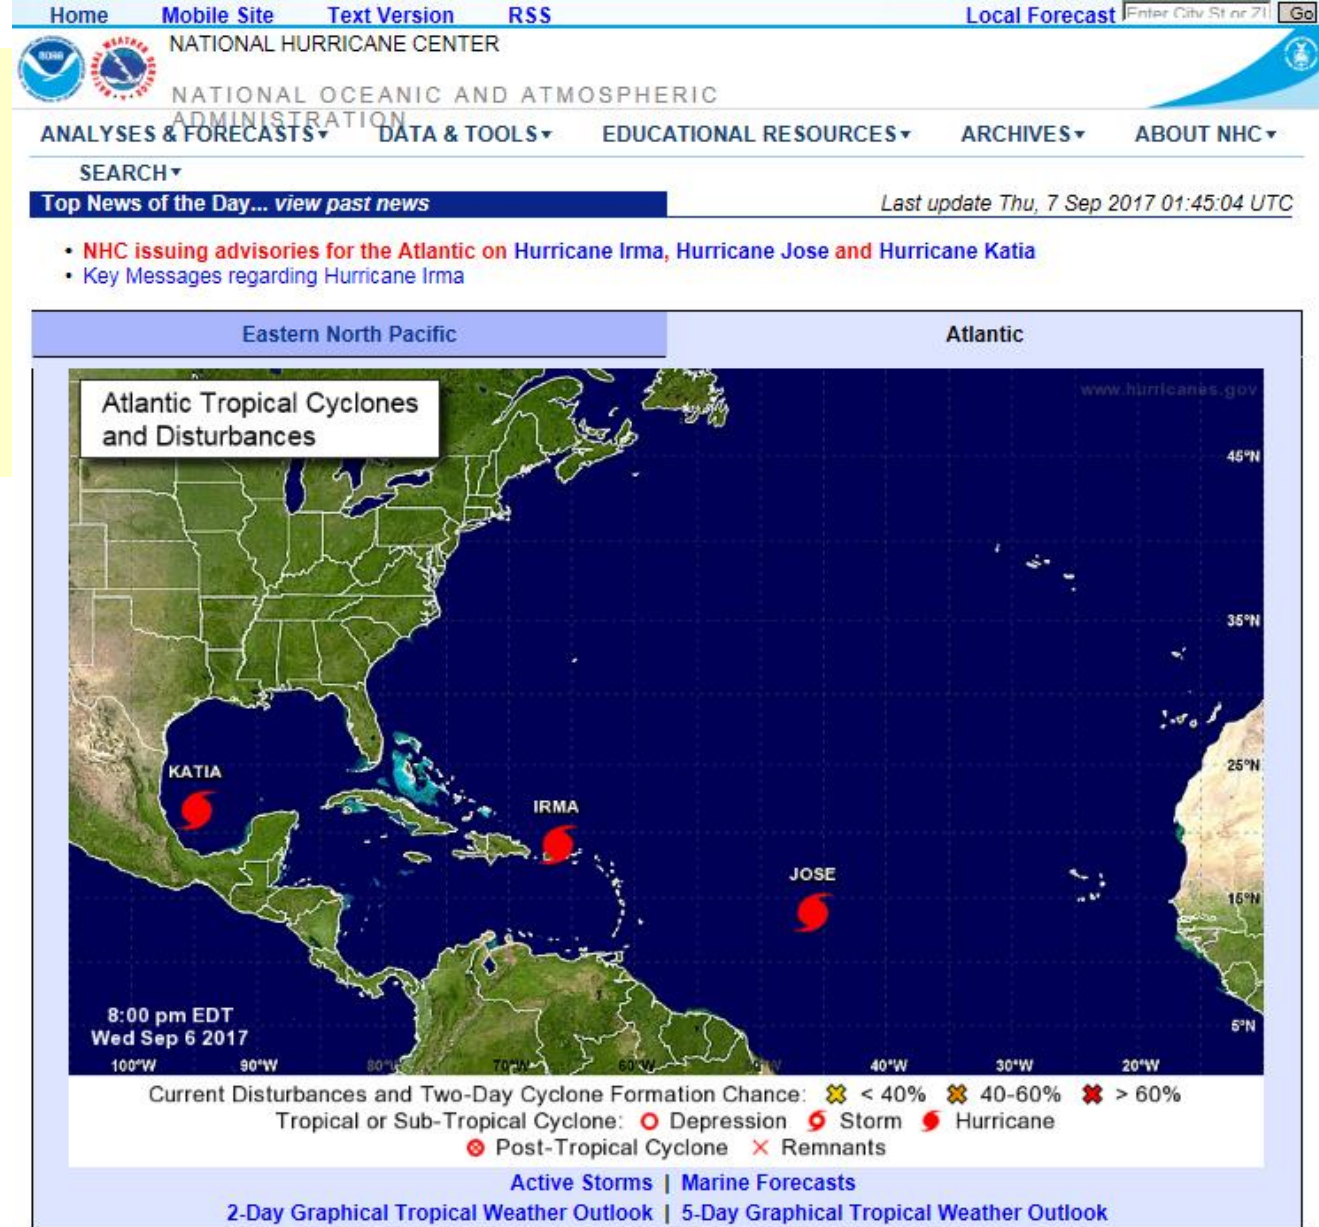 Home Mobile Site Text Version RSS Local Forecast Enter City St or ZI Go
NATIONAL HURRICANE CENTER
NATIONAL OCEANIC AND ATMOSPHERIC
ADMINISTRATION
ANALYSES & FORECASTS▾ DATA & TOOLS▾ EDUCATIONAL RESOURCES▾ ARCHIVES▾ ABOUT NHC▾
SEARCH▾
Top News of the Day... view past news Last update Thu, 7 Sep 2017 01:45:04 UTC
• NHC issuing advisories for the Atlantic on Hurricane Irma, Hurricane Jose and Hurricane Katia
• Key Messages regarding Hurricane Irma
Eastern North Pacific Atlantic
Atlantic Tropical Cyclones
and Disturbances
www.hurricanes.gov
45°N
35°N
25°N
KATIA
IRMA
JOSE
15°N
8:00 pm EDT
Wed Sep 6 2017
5°N
100°W 90°W 80°W 70°W 60°W 50°W 40°W 30°W 20°W
Current Disturbances and Two-Day Cyclone Formation Chance: < 40% 40-60% > 60%
Tropical or Sub-Tropical Cyclone: Depression Storm Hurricane
Post-Tropical Cyclone Remnants
Active Storms | Marine Forecasts
2-Day Graphical Tropical Weather Outlook | 5-Day Graphical Tropical Weather Outlook